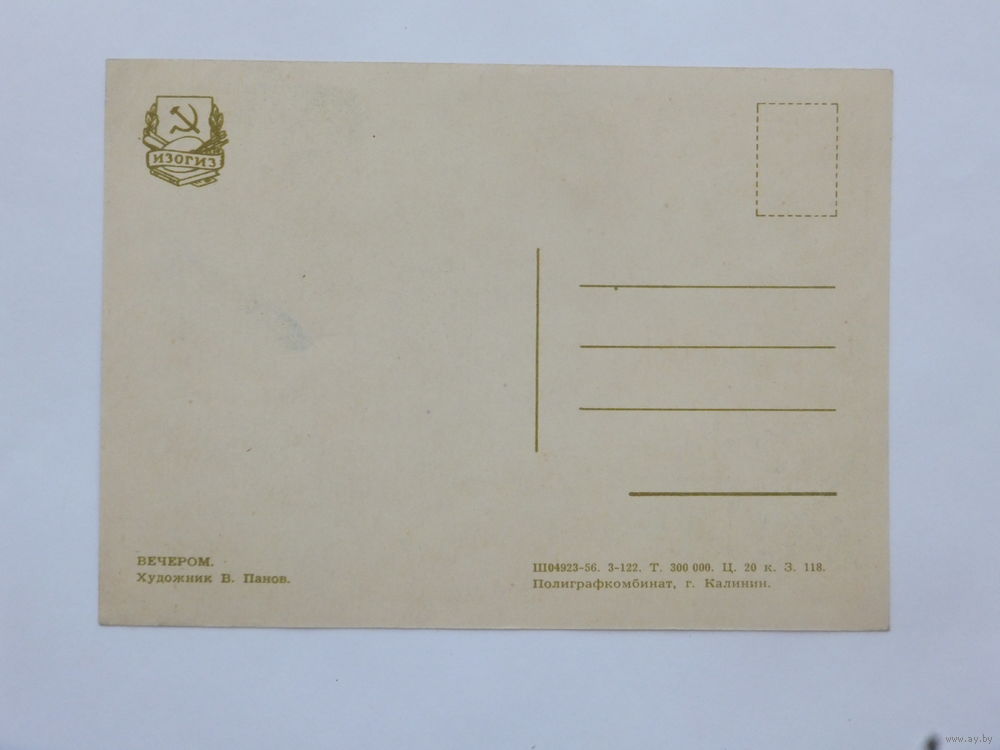 ИЗОГИЗ
ВЕЧЕРОМ.
Художник В. Панов.
Ш04923-56. 3-122. Т. 300 000. Ц. 20 к. З. 118.
Полиграфкомбинат, г. Калинин.
www.ay.by